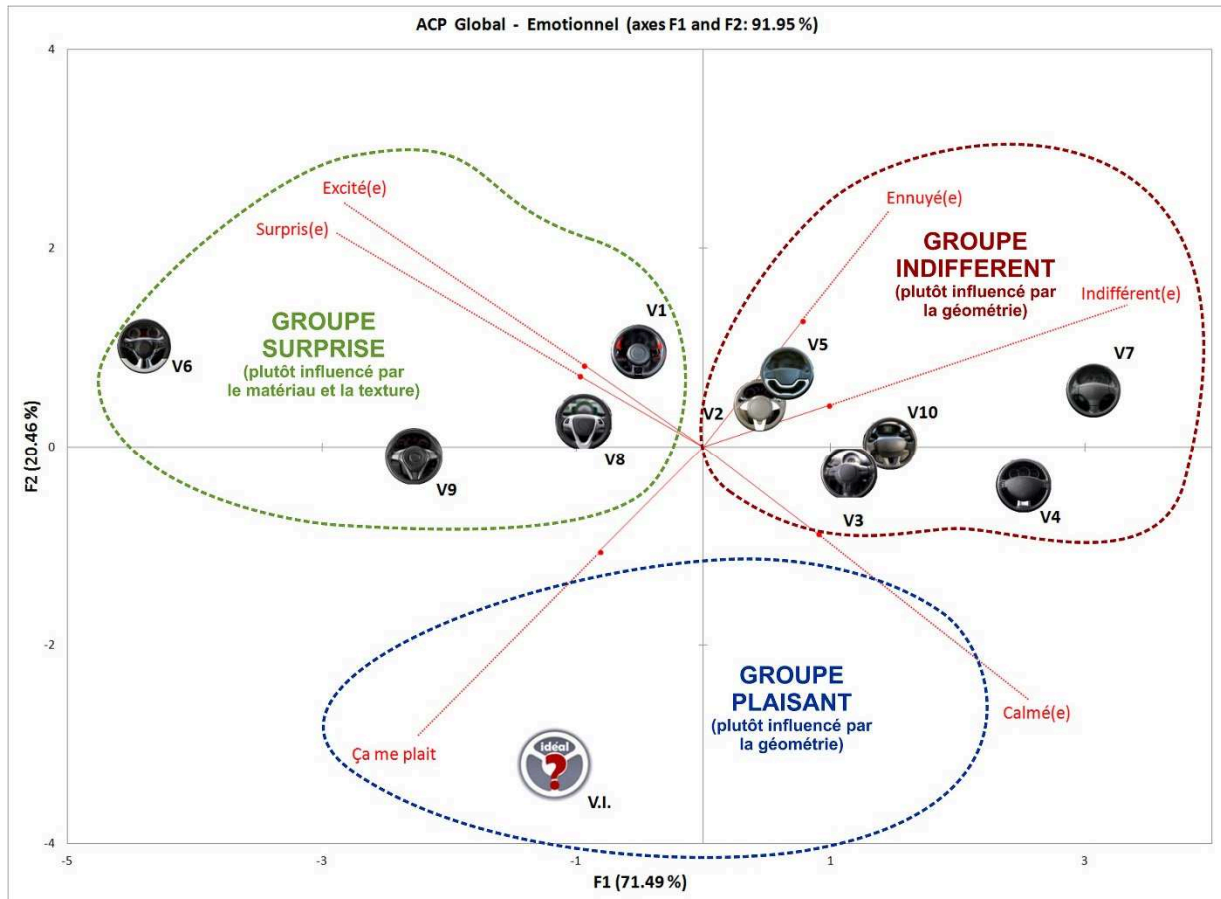 ACP Global - Emotionnel (axes F1 and F2: 91.95 %)
4
Excité(e)
Surpris(e)
Ennuyé(e)
GROUPE
INDIFFERENT
(plutôt influencé par
la géométrie)
Indifférent(e)
2
GROUPE
SURPRISE
(plutôt influencé par
le matériau et la texture)
V1
V6
V5
V7
V2
V10
V8
V9
V3
V4
0
F2 (20.46 %)
-2
GROUPE
PLAISANT
(plutôt influencé par
la géométrie)
Calmé(e)
Ça me plait
idéal
?
V.I.
-4
-5
-3
-1
1
3
F1 (71.49 %)